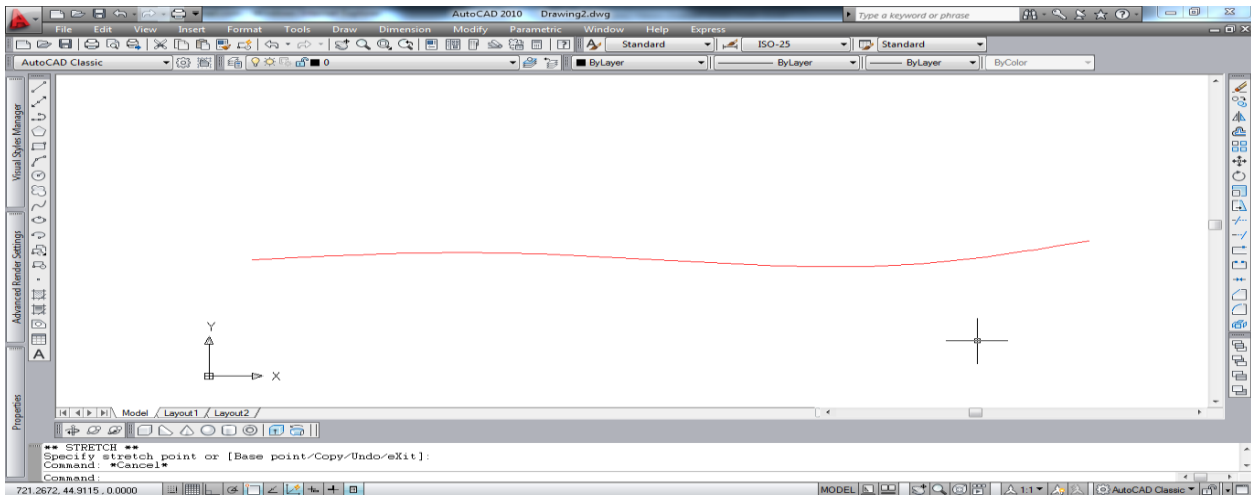 AutoCAD 2010 Drawing2.dwg Type a keyword or phrase
File Edit View Insert Format Tools Draw Dimension Modify Parametric Window Help Express
Standard ISO-25 Standard
AutoCAD Classic 0 ByLayer ByLayer ByLayer ByColor
Visual Styles Manager
Advanced Render Settings
Properties
A
Y
X
Model Layout1 Layout2
** STRETCH **
Specify stretch point or [Base point/Copy/Undo/eXit]:
Command: *Cancel*
Command:
721.2672, 44.9115, 0.0000 MODEL 1:1 AutoCAD Classic